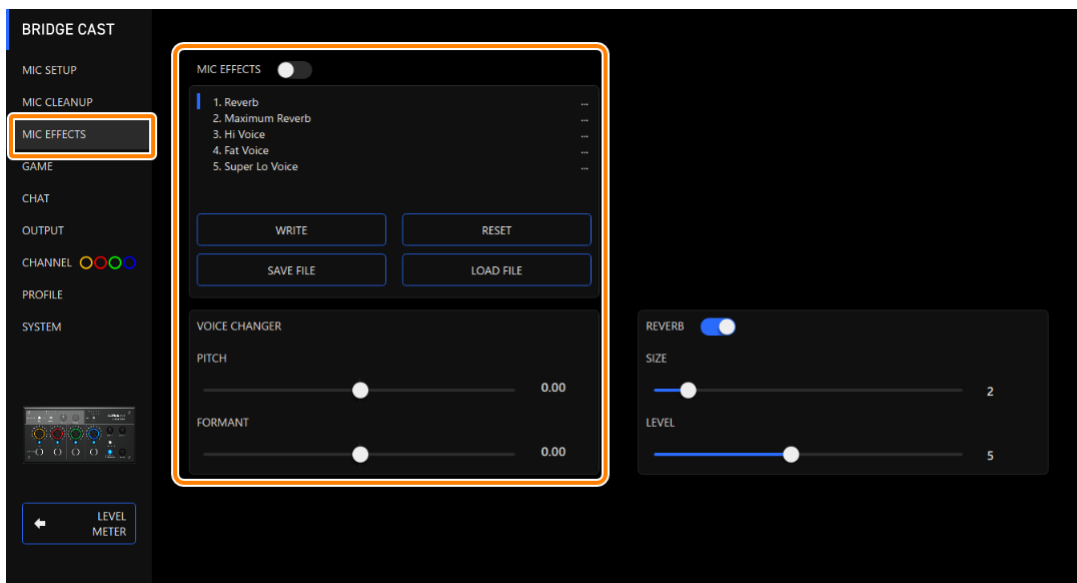 BRIDGE CAST
MIC SETUP
MIC CLEANUP
MIC EFFECTS
GAME
CHAT
OUTPUT
CHANNEL
PROFILE
SYSTEM
LEVEL
METER
MIC EFFECTS
1. Reverb ...
2. Maximum Reverb ...
3. Hi Voice ...
4. Fat Voice ...
5. Super Lo Voice ...
WRITE
RESET
SAVE FILE
LOAD FILE
VOICE CHANGER
PITCH
0.00
FORMANT
0.00
REVERB
SIZE
2
LEVEL
5